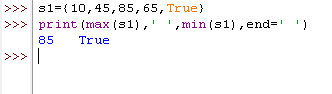 >>> s1={10,45,85,65,True}
>>> print(max(s1),' ',min(s1),end=' ')
85   True
>>>